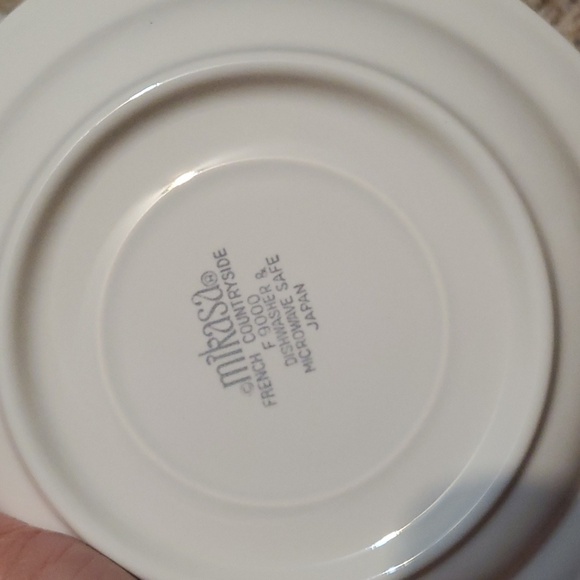 © mikasa®
FRENCH COUNTRYSIDE
F 9000
DISHWASHER &
MICROWAVE SAFE
JAPAN